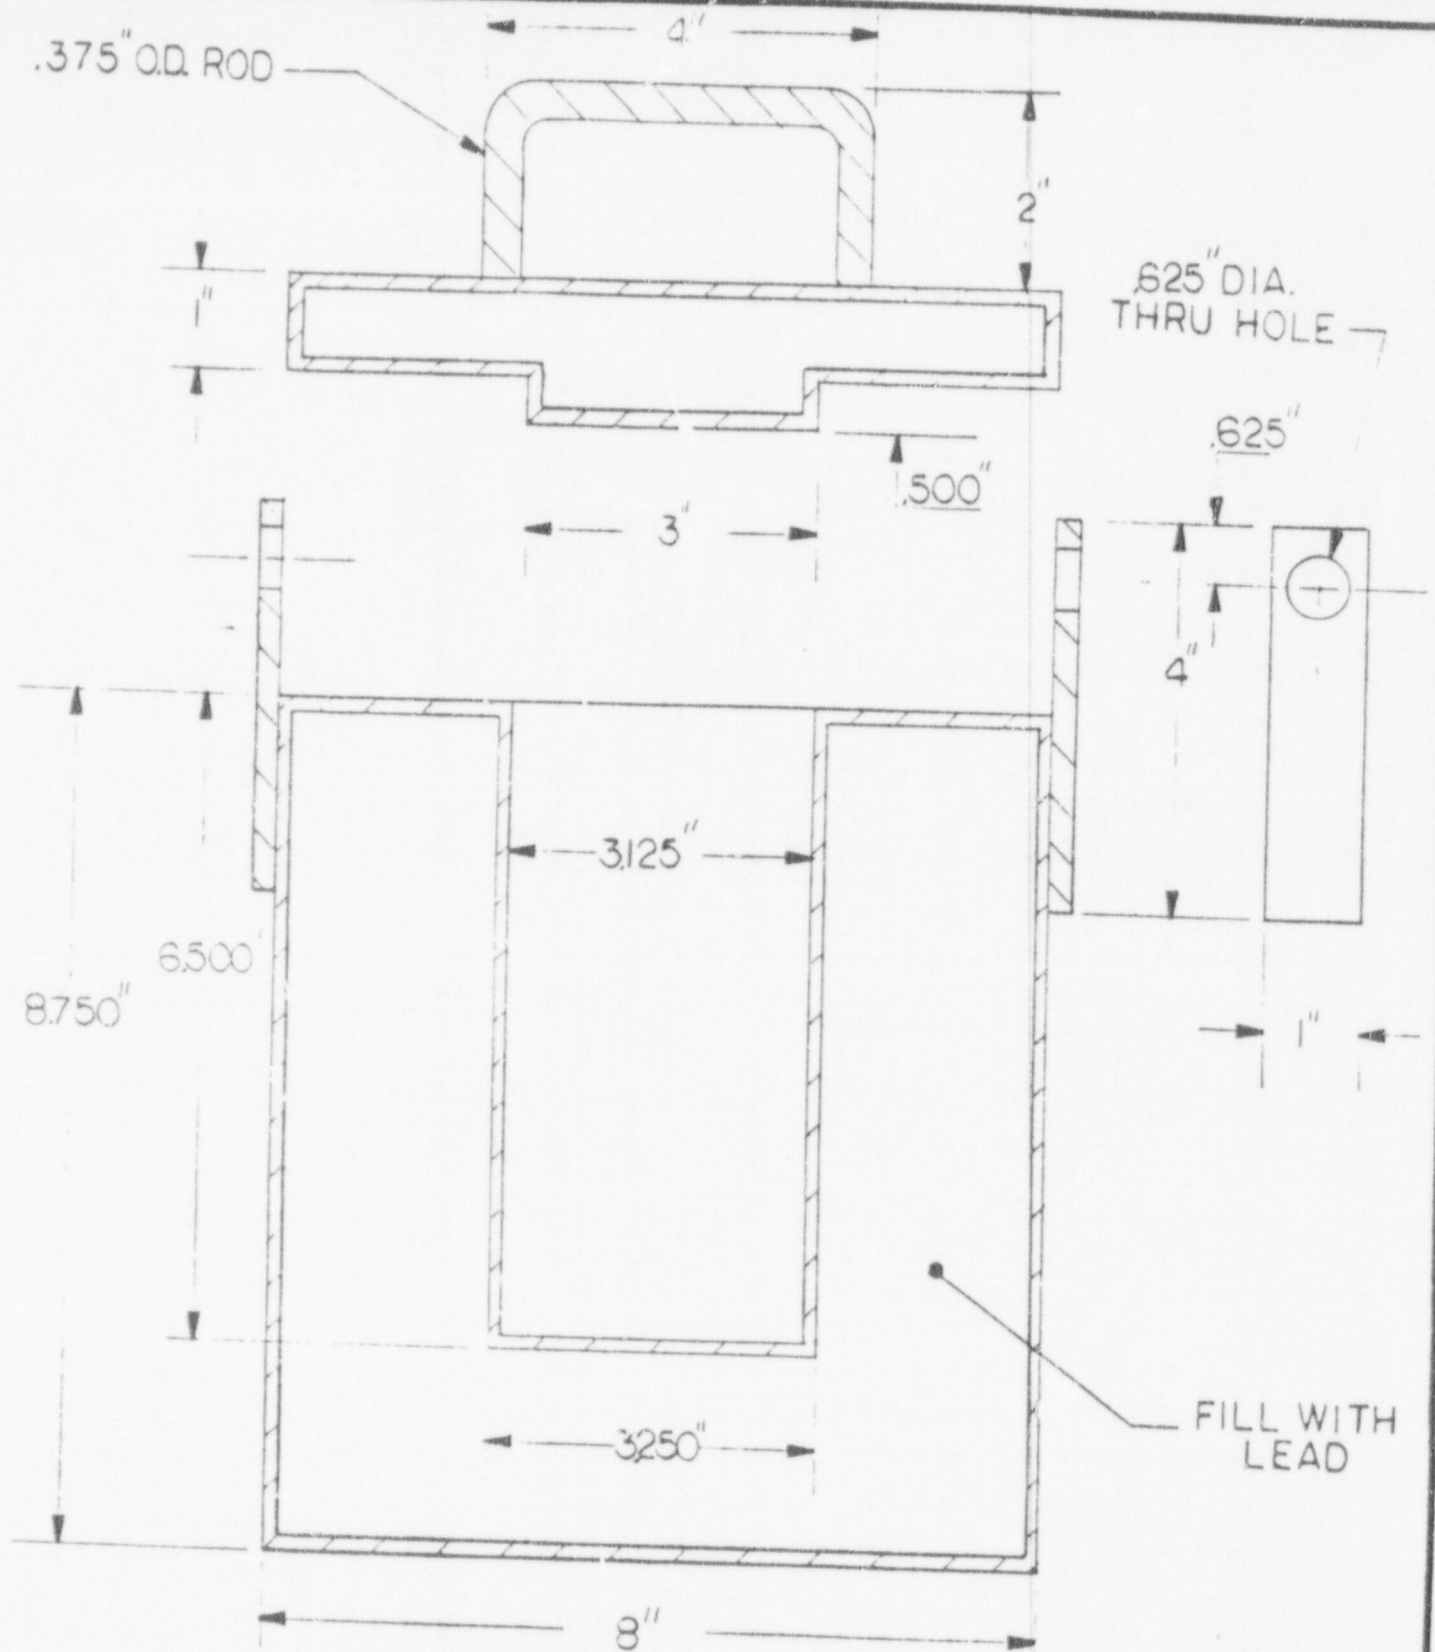 4"
.375" O.D. ROD
2"
1"
.625" DIA.
THRU HOLE
.625"
.500"
3"
4"
3.125"
6.500"
8.750"
1"
3.250"
FILL WITH
LEAD
8"